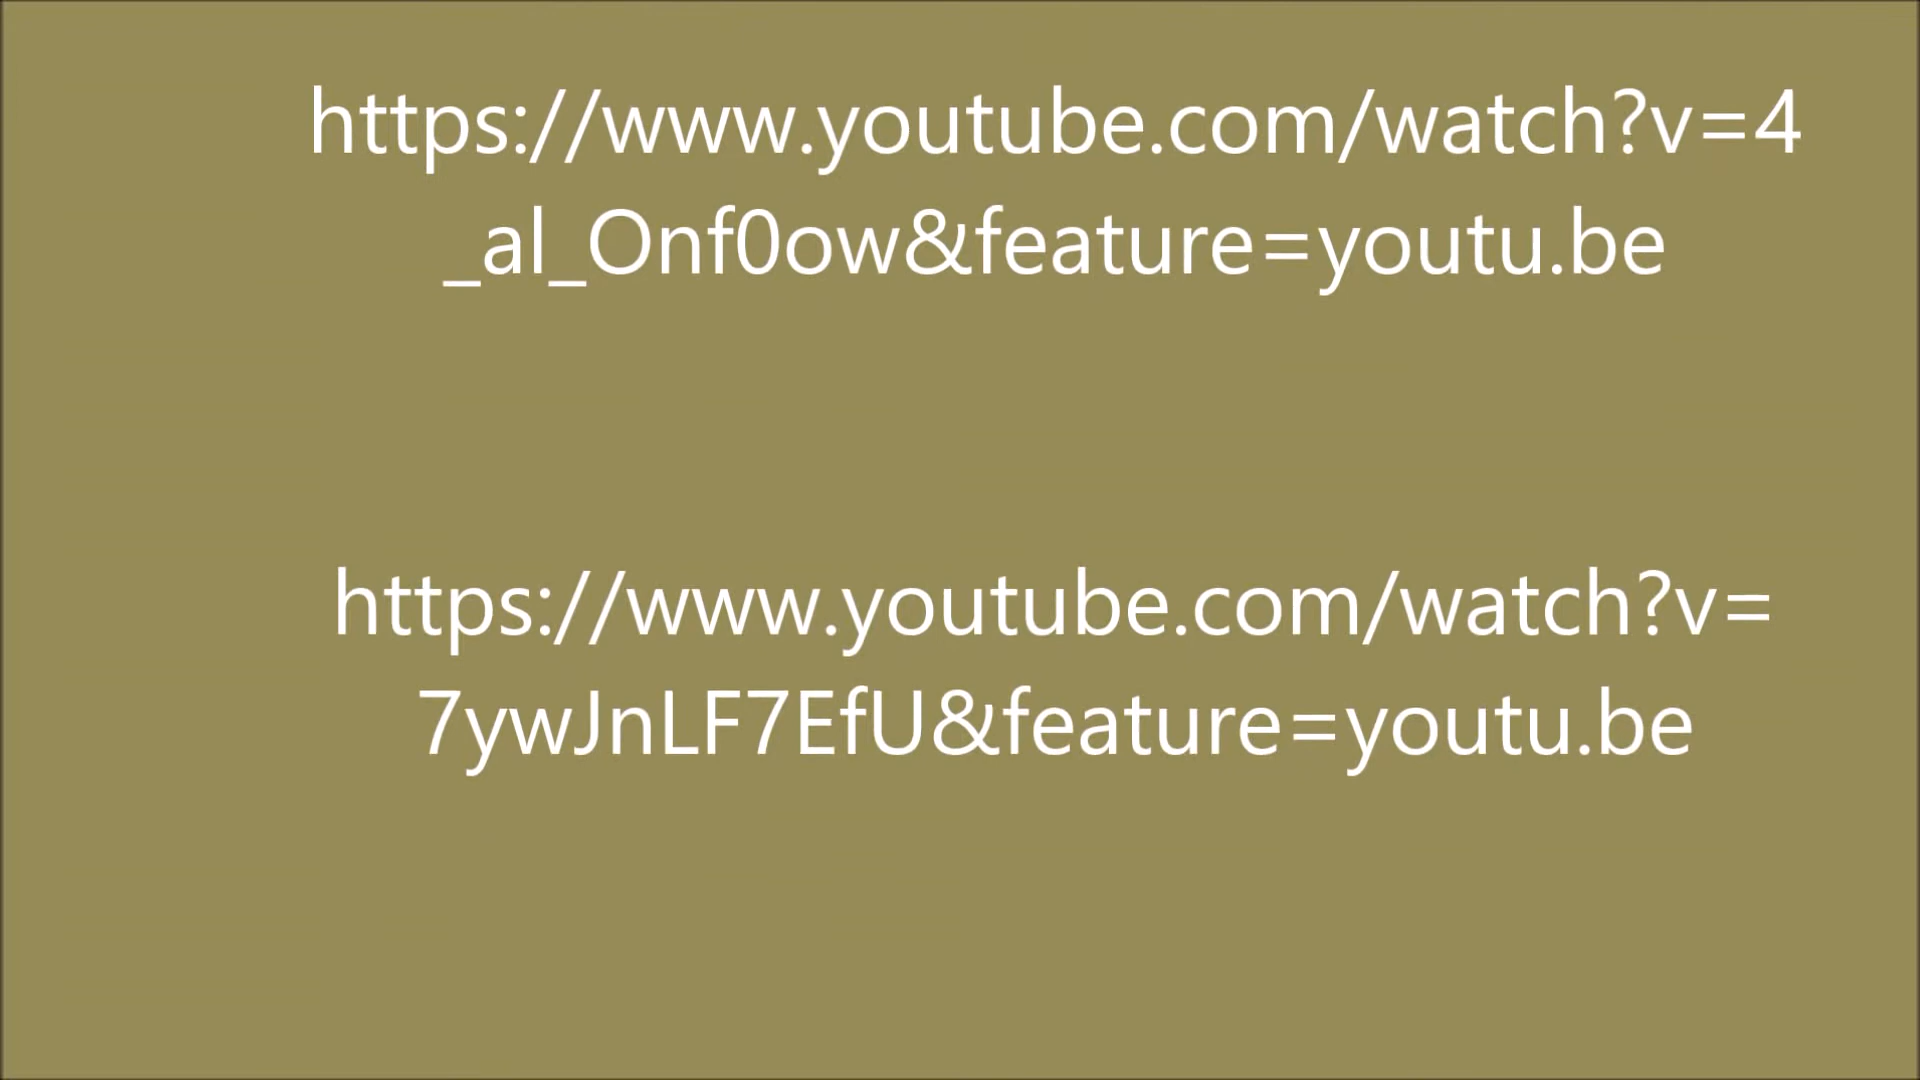 https://www.youtube.com/watch?v=4
_al_Onf0ow&feature=youtu.be
https://www.youtube.com/watch?v=
7ywJnLF7EfU&feature=youtu.be